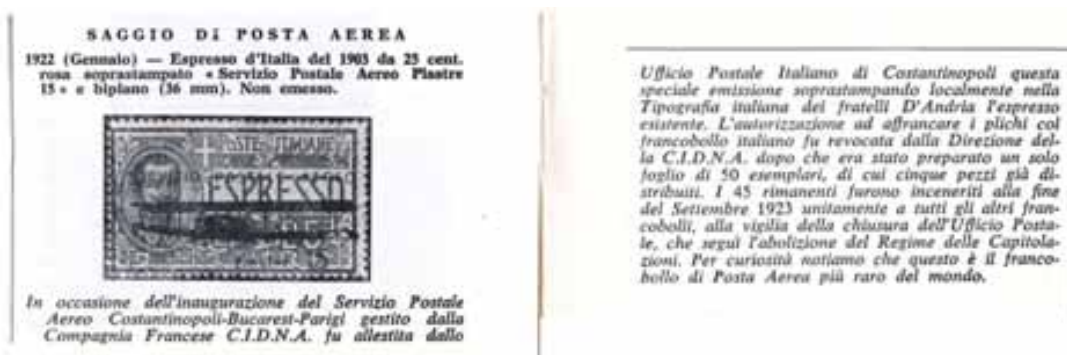 SAGGIO DI POSTA AEREA
1922 (Gennaio) — Espresso d'Italia del 1903 da 25 cent.
rosa soprastampato « Servizio Postale Aereo Piastre
15 » e biplano (36 mm). Non emesso.
POSTE ITALIANE
ESPRESSO
15
In occasione dell'inaugurazione del Servizio Postale
Aereo Costantinopoli-Bucarest-Parigi gestito dalla
Compagnia Francese C.I.D.N.A. fu allestita dallo
Ufficio Postale Italiano di Costantinopoli questa
speciale emissione soprastampando localmente nella
Tipografia italiana dei fratelli D'Andria l'espresso
esistente. L'autorizzazione ad affrancare i plichi col
francobollo italiano fu revocata dalla Direzione del-
la C.I.D.N.A. dopo che era stato preparato un solo
foglio di 50 esemplari, di cui cinque pezzi già di-
stribuiti. I 45 rimanenti furono inceneriti alla fine
del Settembre 1923 unitamente a tutti gli altri fran-
cobolli, alla vigilia della chiusura dell'Ufficio Posta-
le, che seguì l'abolizione del Regime delle Capitola-
zioni. Per curiosità notiamo che questo è il franco-
bollo di Posta Aerea più raro del mondo.